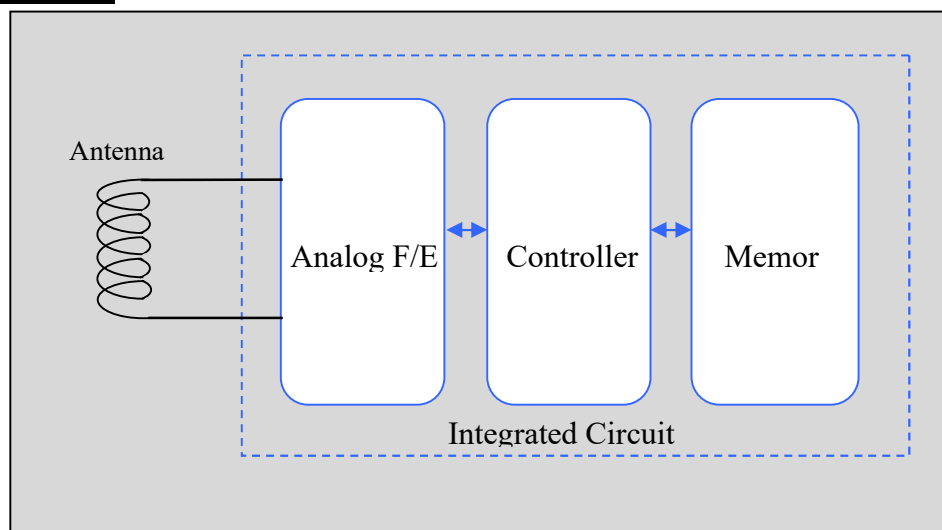 Antenna
Analog F/E
Controller
Memor
Integrated Circuit